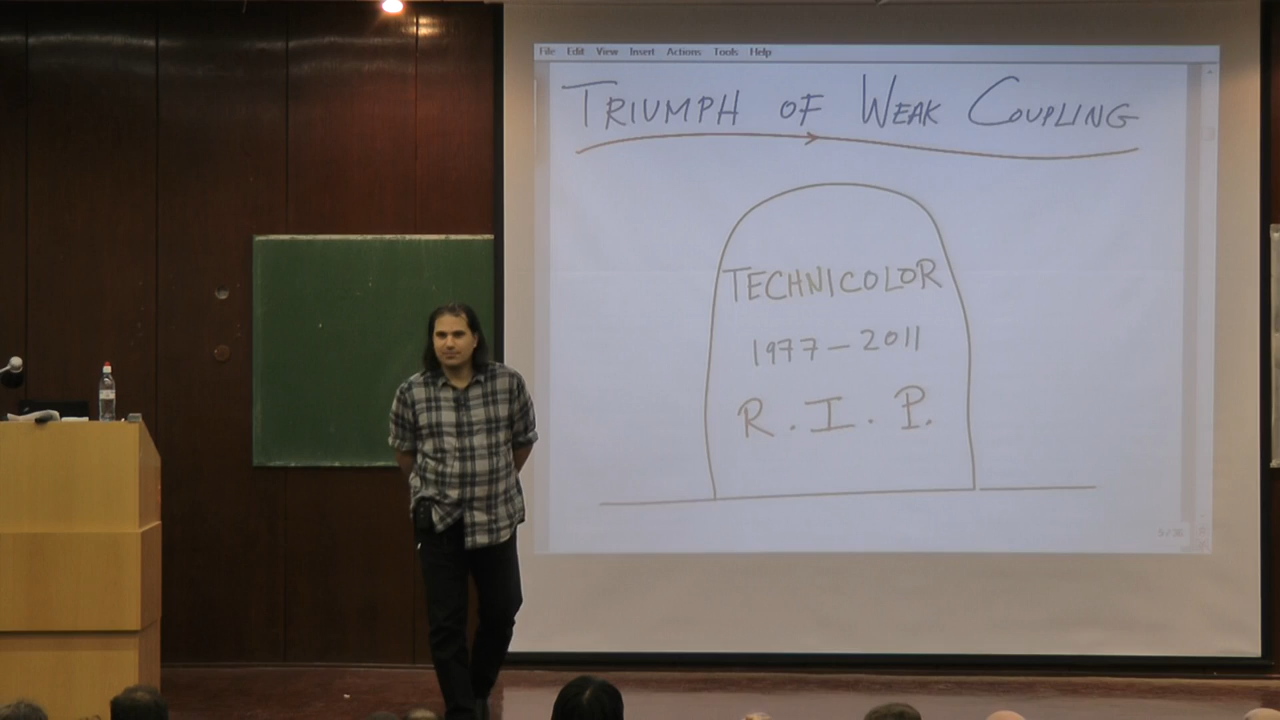 File Edit View Insert Actions Tools Help
TRIUMPH OF WEAK COUPLING
TECHNICOLOR
1977-2011
R.I.P.